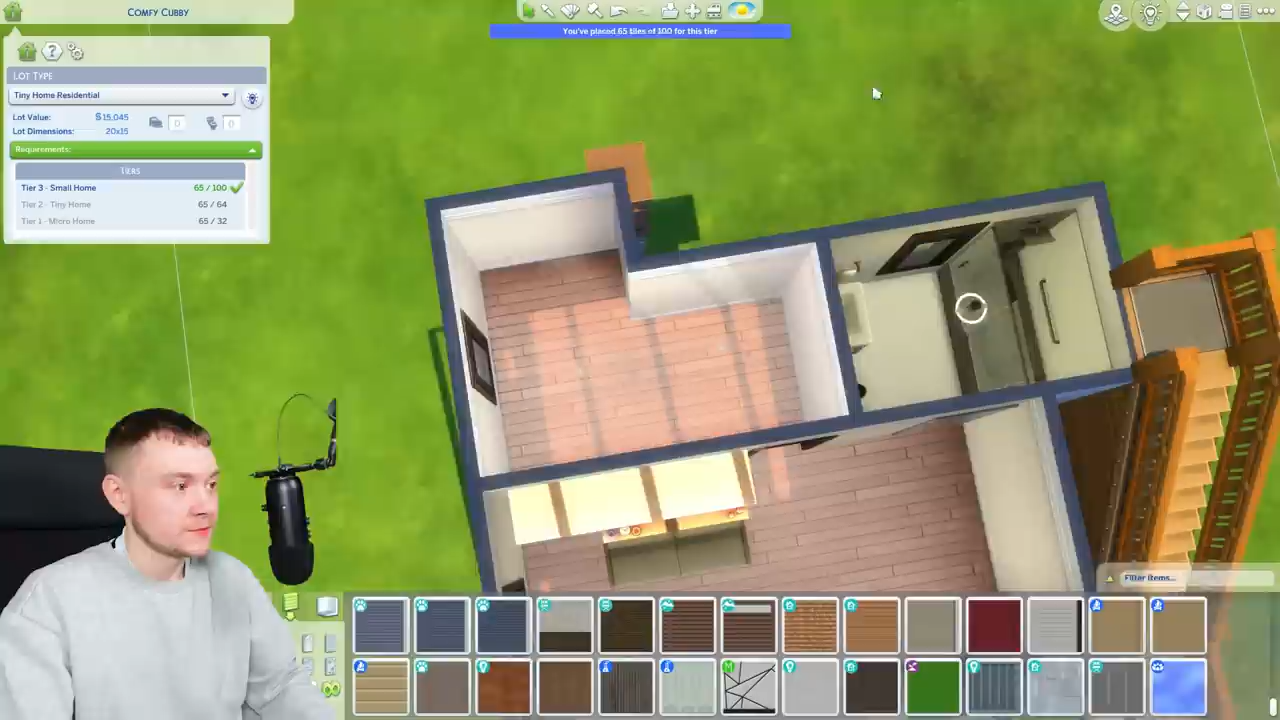 COMFY CUBBY
You've placed 65 tiles of 100 for this tier
LOT TYPE
Tiny Home Residential
Lot Value: §15,045
0 0
Lot Dimensions: 20x15
Requirements:
TIERS
Tier 3 - Small Home 65 / 100
Tier 2 - Tiny Home 65 / 64
Tier 1 - Micro Home 65 / 32
Filter Items...